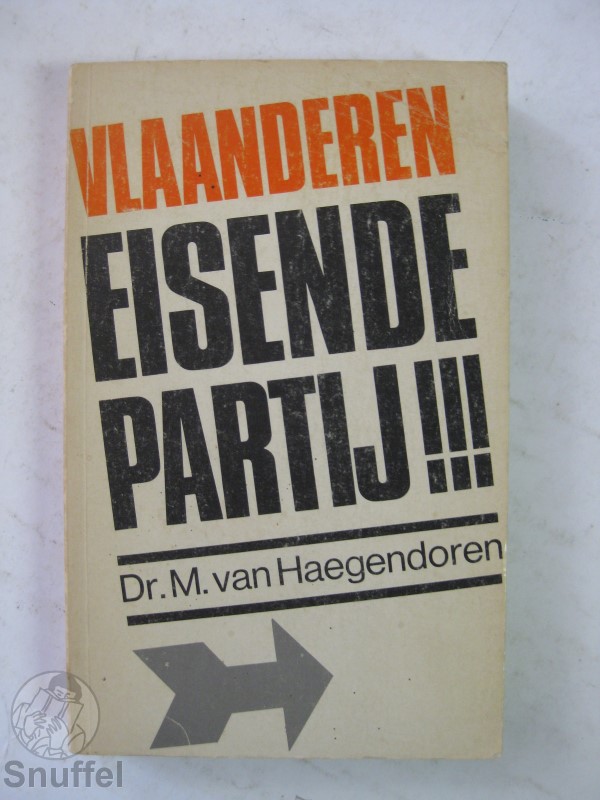 VLAANDEREN
EISENDE
PARTIJ!!!
Dr. M. van Haegendoren
Snuffel